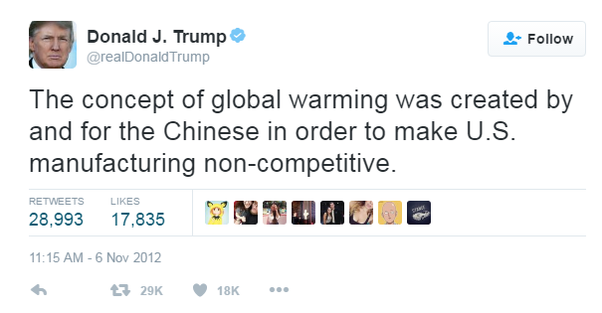 Donald J. Trump
@realDonaldTrump
Follow
The concept of global warming was created by
and for the Chinese in order to make U.S.
manufacturing non-competitive.
RETWEETS LIKES
28,993 17,835
11:15 AM - 6 Nov 2012
29K 18K